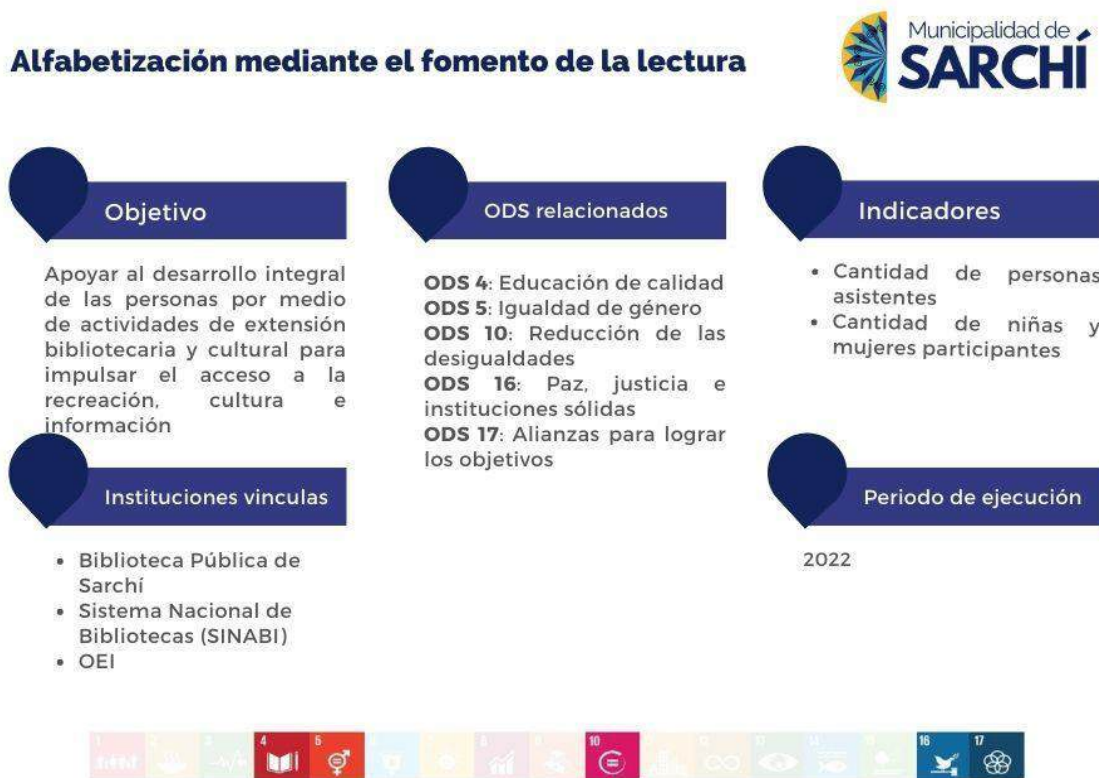 Alfabetización mediante el fomento de la lectura
Municipalidad de
SARCHÍ
Objetivo
Apoyar al desarrollo integral
de las personas por medio
de actividades de extensión
bibliotecaria y cultural para
impulsar el acceso a la
recreación, cultura e
información
Instituciones vinculas
• Biblioteca Pública de
Sarchí
• Sistema Nacional de
Bibliotecas (SINABI)
• OEI
ODS relacionados
ODS 4: Educación de calidad
ODS 5: Igualdad de género
ODS 10: Reducción de las
desigualdades
ODS 16: Paz, justicia e
instituciones sólidas
ODS 17: Alianzas para lograr
los objetivos
Indicadores
• Cantidad de personas
asistentes
• Cantidad de niñas y
mujeres participantes
Periodo de ejecución
2022
4 5 10 16 17